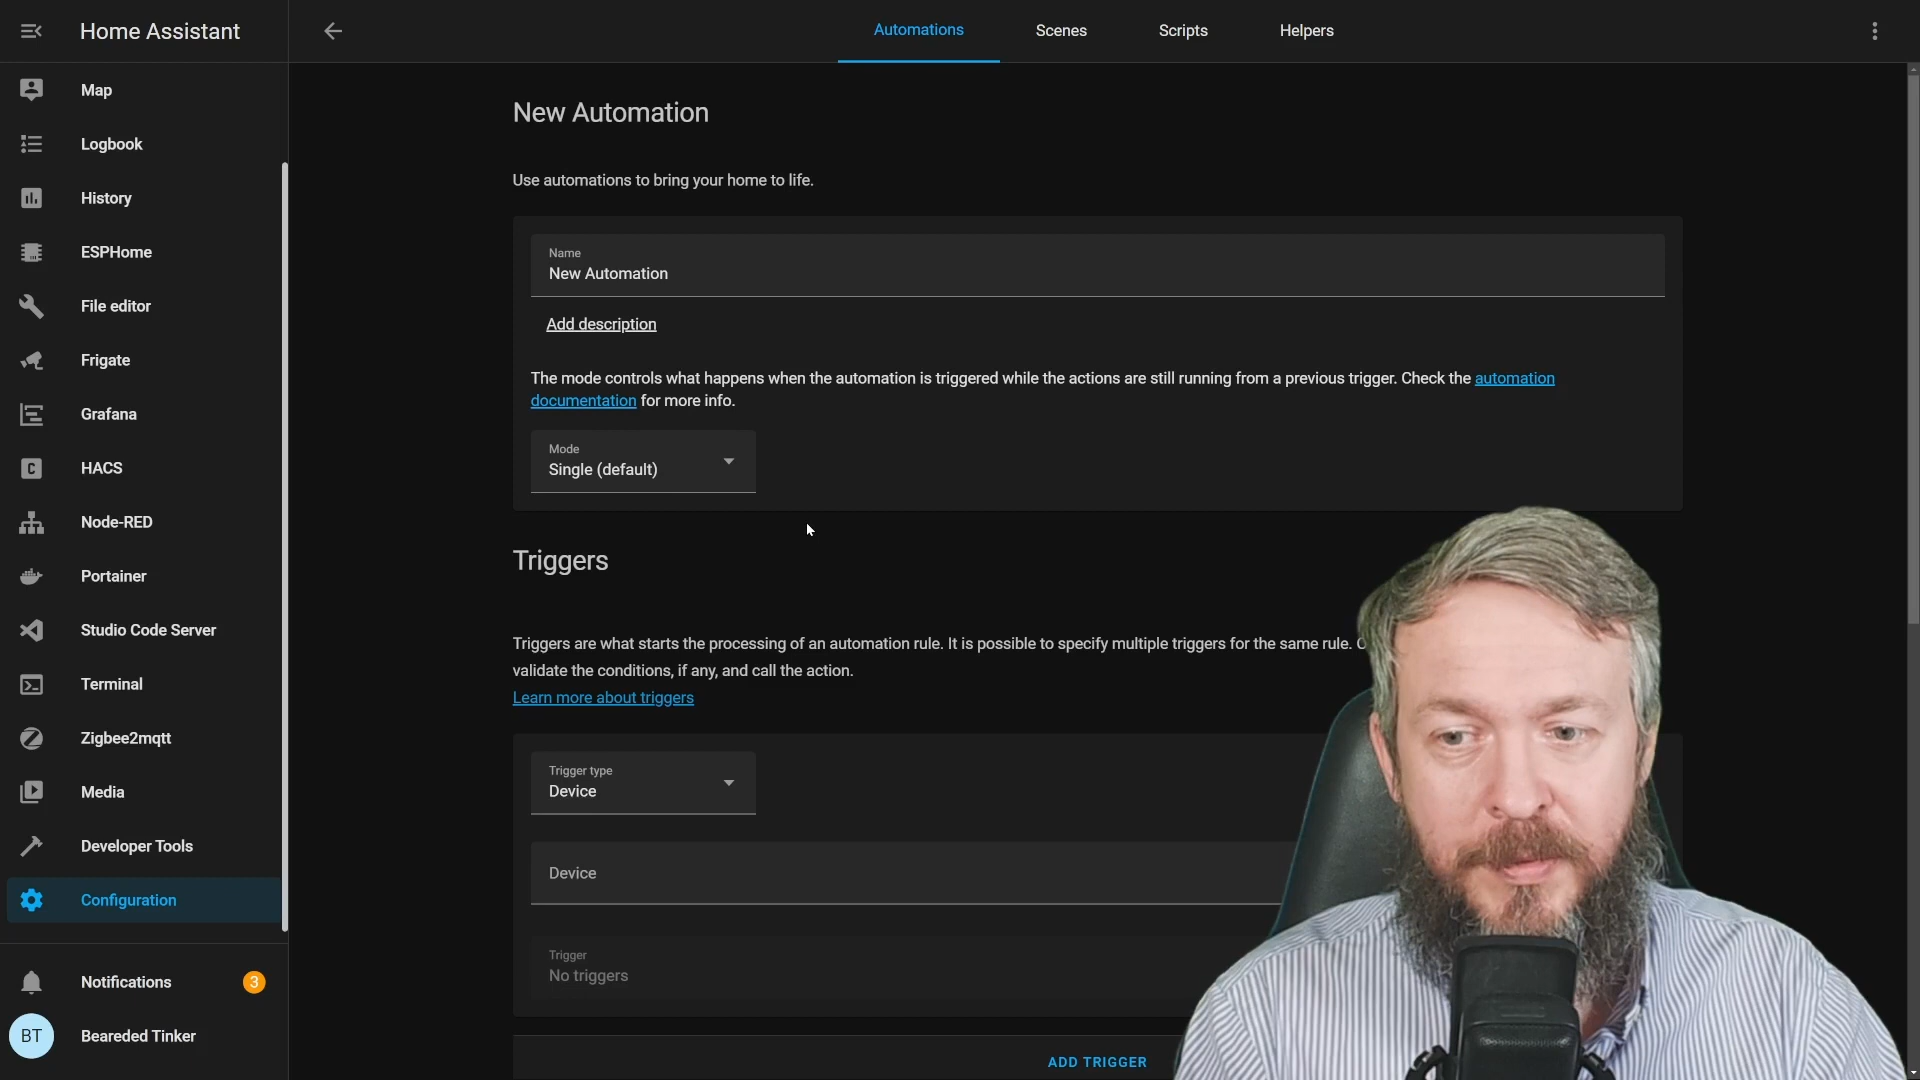 Home Assistant
Automations
Scenes
Scripts
Helpers
Map
Logbook
History
ESPHome
File editor
Frigate
Grafana
C
HACS
Node-RED
Portainer
Studio Code Server
Terminal
Zigbee2mqtt
Media
Developer Tools
Configuration
Notifications
3
BT
Bearded Tinker
New Automation
Use automations to bring your home to life.
Name
New Automation
Add description
The mode controls what happens when the automation is triggered while the actions are still running from a previous trigger. Check the automation
documentation for more info.
Mode
Single (default)
Triggers
Triggers are what starts the processing of an automation rule. It is possible to specify multiple triggers for the same rule.
validate the conditions, if any, and call the action.
Learn more about triggers
Trigger type
Device
Device
Trigger
No triggers
ADD TRIGGER